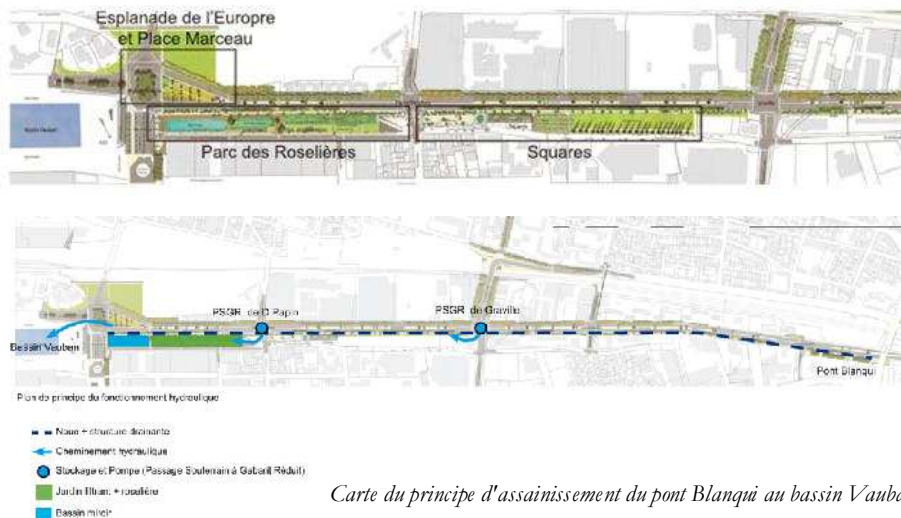 Esplanade de l'Europre
et Place Marceau
Parc des Roselières
Squares
PSGR de D Papin
PSGR de Graville
Bassin Vauben
Pont Blanqui
Plan de principe du fonctionnement hydraulique
Noue + structure drainante
Cheminement hydraulique
Stockage et Pompe (Passage Souterrain à Gabarit Réduit)
Jardin filtrant + roselière
Bassin miroir
Carte du principe d'assainissement du pont Blanqui au bassin Vauba